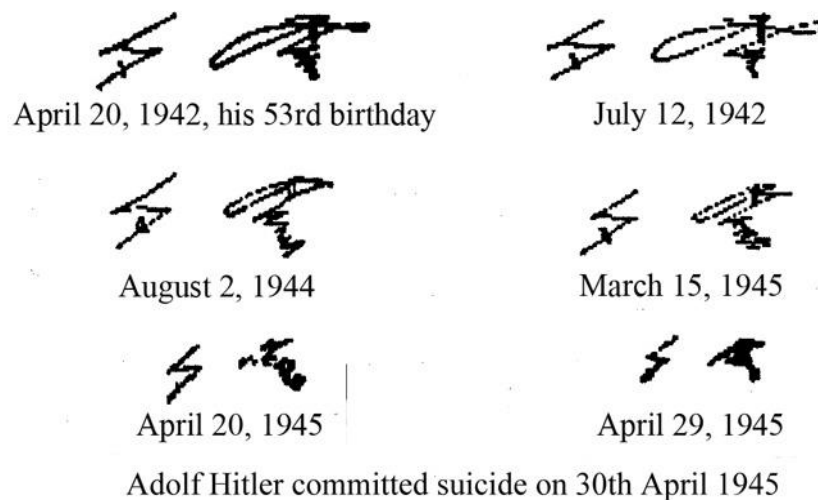 April 20, 1942, his 53rd birthday
July 12, 1942
August 2, 1944
March 15, 1945
April 20, 1945
April 29, 1945
Adolf Hitler committed suicide on 30th April 1945